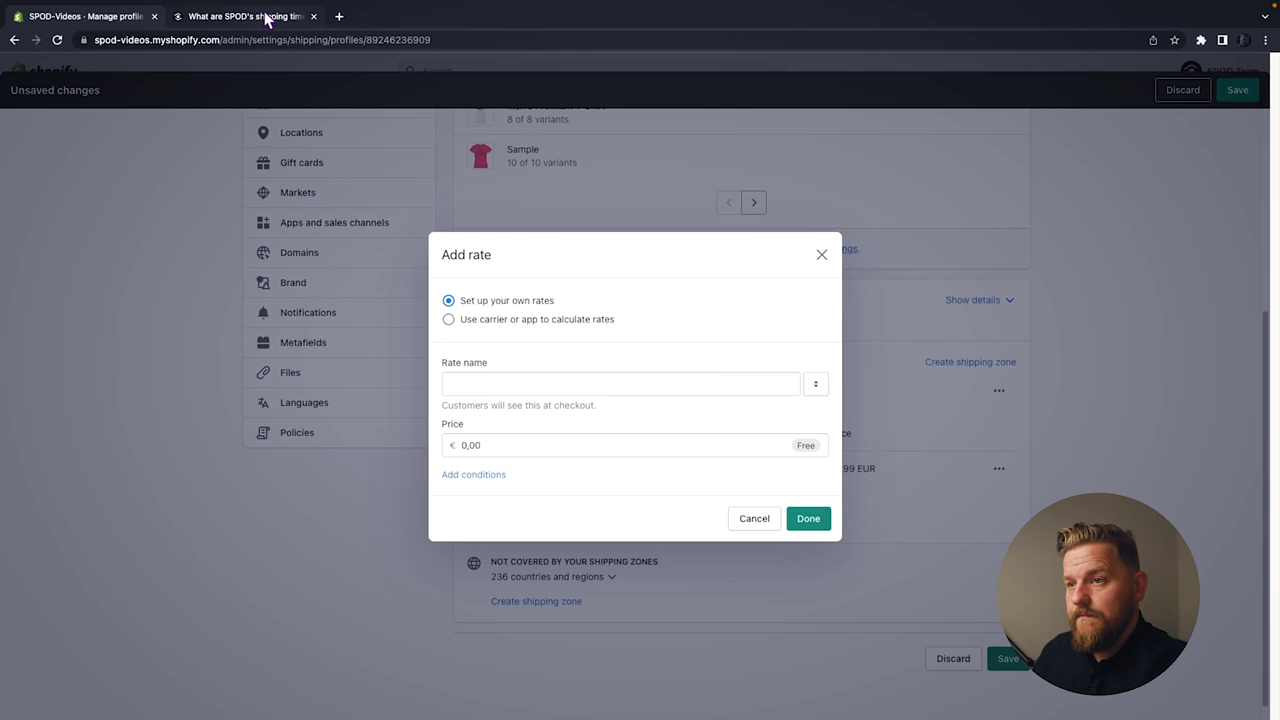 SPOD-Videos · Manage profile
What are SPOD's shipping tim
spod-videos.myshopify.com/admin/settings/shipping/profiles/89246236909
Search
Unsaved changes
Discard
Save
Locations
Gift cards
Markets
Apps and sales channels
Domains
Brand
Notifications
Metafields
Files
Languages
Policies
8 of 8 variants
Sample
10 of 10 variants
ngs.
Show details
Create shipping zone
ce
99 EUR
Add rate
Set up your own rates
Use carrier or app to calculate rates
Rate name
Customers will see this at checkout.
Price
€ 0,00
Free
Add conditions
Cancel
Done
NOT COVERED BY YOUR SHIPPING ZONES
236 countries and regions
Create shipping zone
Discard
Save